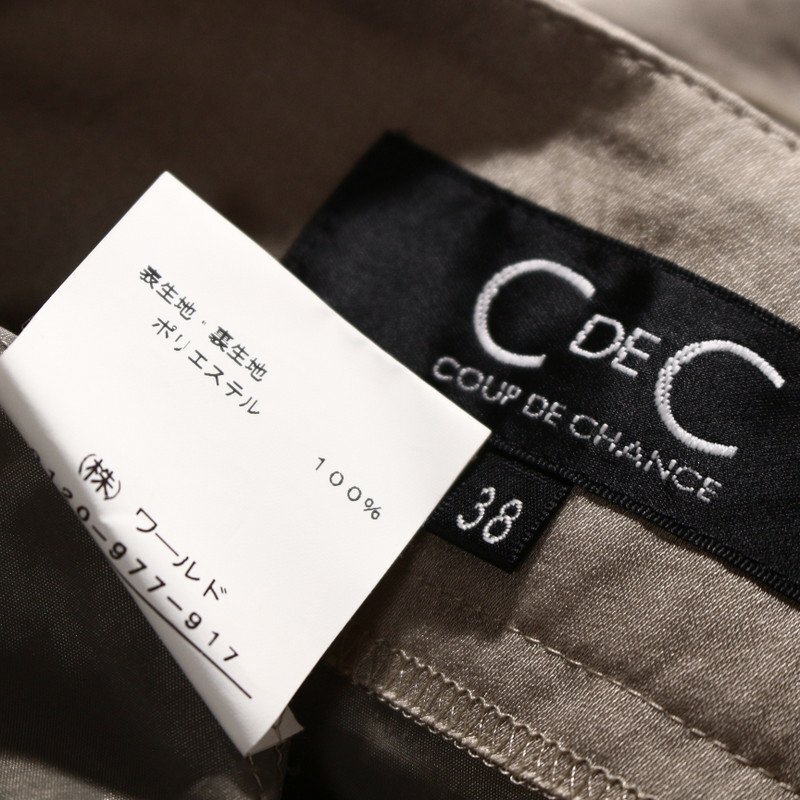 表生地・裏生地
ポリエステル
100%
(株) ワールド
0120-977-917
C DE C
COUP DE CHANCE
38